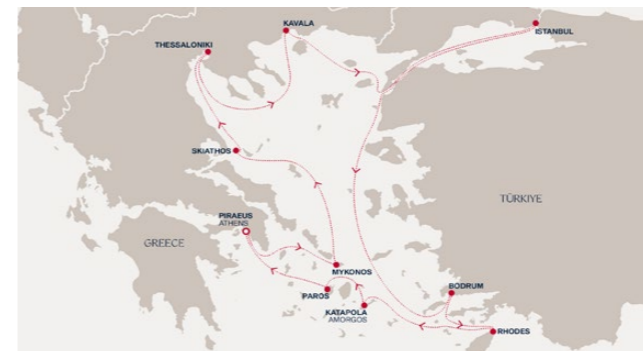 KAVALA
ISTANBUL
THESSALONIKI
SKIATHOS
TÜRKIYE
PIRAEUS
ATHENS
GREECE
MYKONOS
BODRUM
PAROS
KATAPOLA
AMORGOS
RHODES